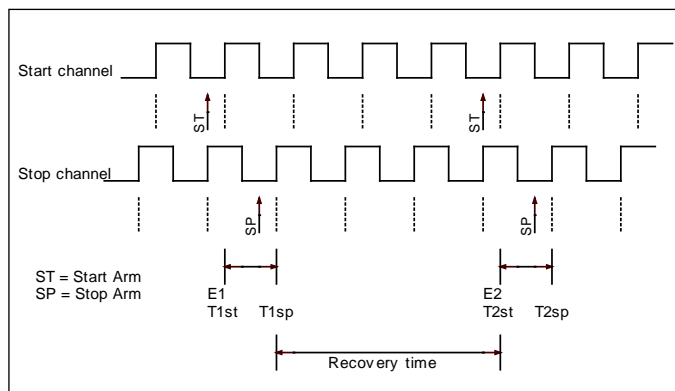 Start channel
ST
ST
Stop channel
SP
SP
ST = Start Arm
SP = Stop Arm
E1
E2
T1st
T1sp
T2st
T2sp
Recovery time